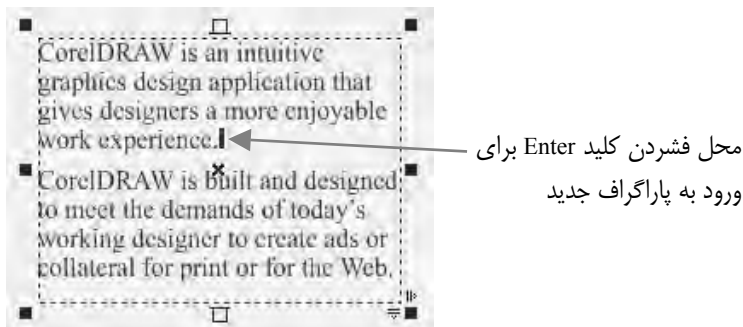 CorelDRAW is an intuitive
graphics design application that
gives designers a more enjoyable
work experience.
CorelDRAW is built and designed
to meet the demands of today's
working designer to create ads or
collateral for print or for the Web.
محل فشردن کلید Enter برای
ورود به پاراگراف جدید